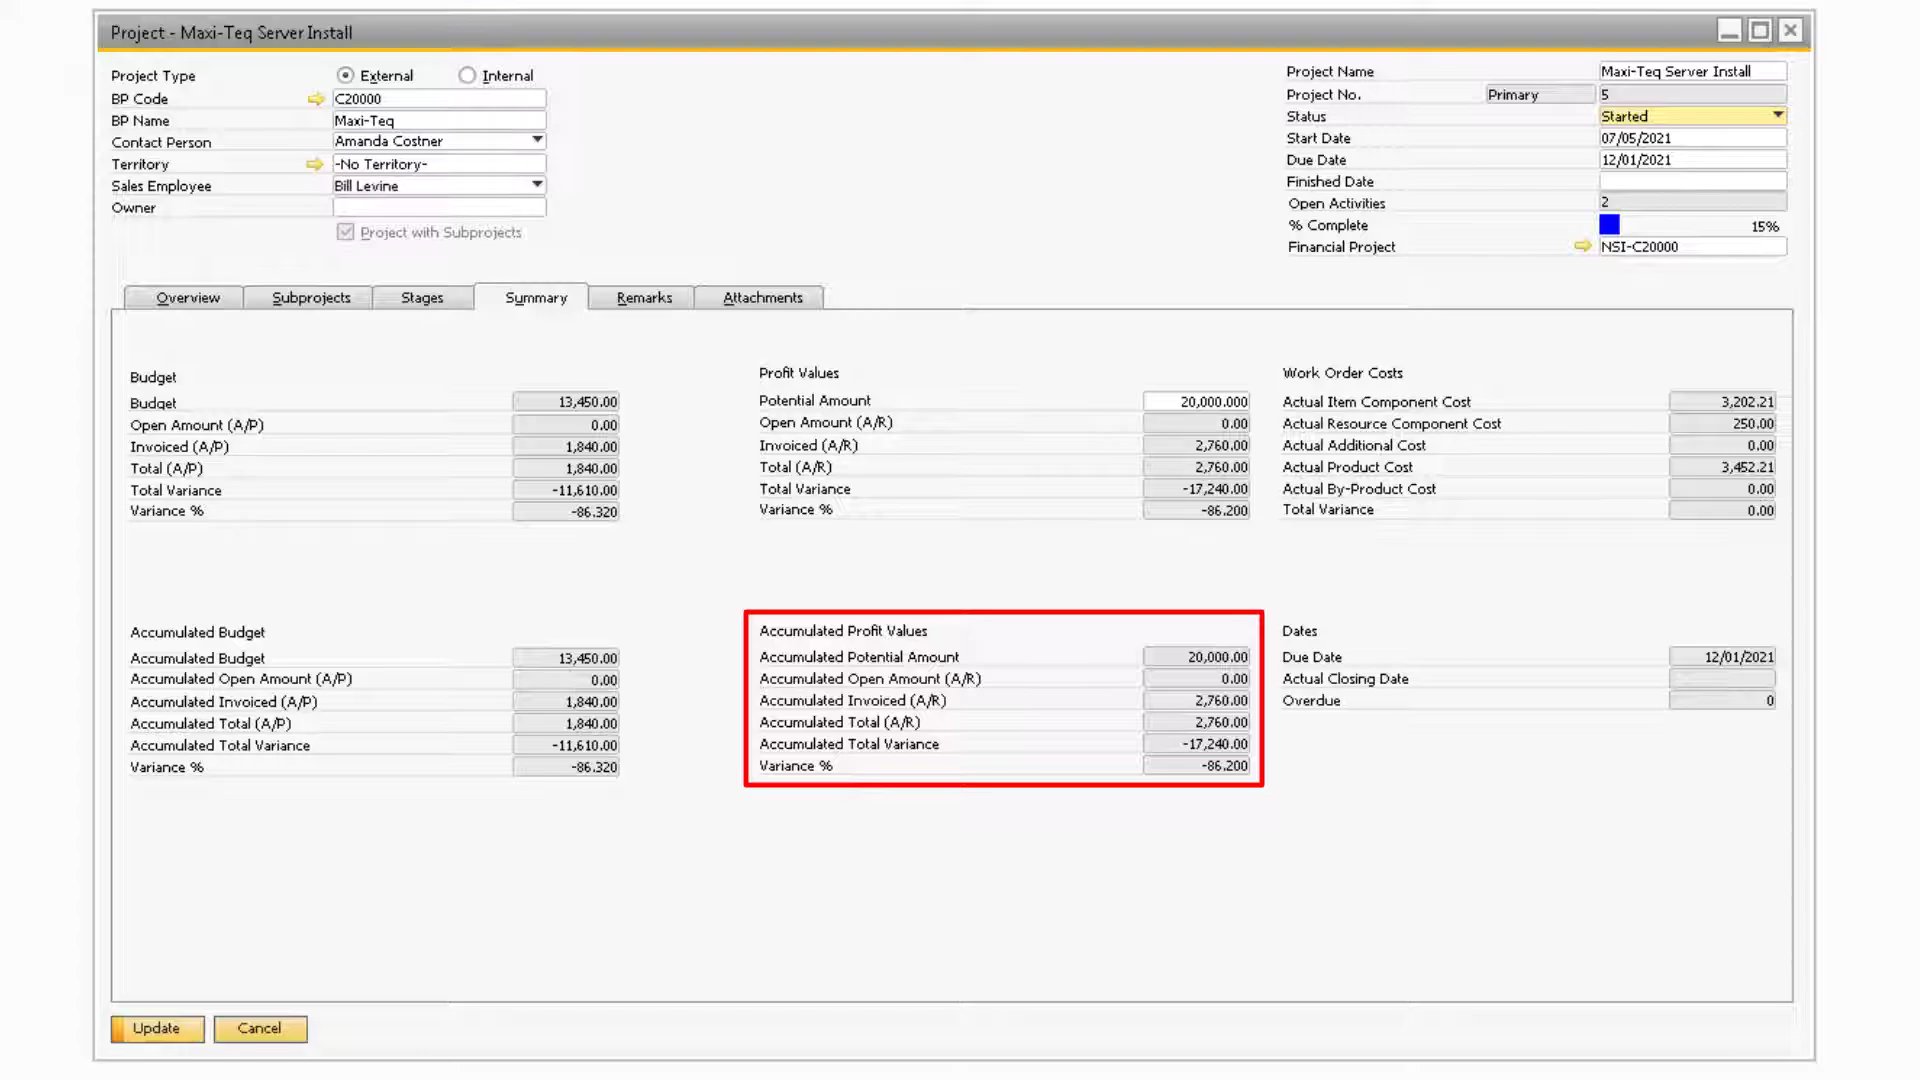 Project - Maxi-Teq Server Install
Project Type External Internal
BP Code C20000
BP Name Maxi-Teq
Contact Person Amanda Costner
Territory -No Territory-
Sales Employee Bill Levine
Owner
Project with Subprojects
Project Name Maxi-Teq Server Install
Project No. Primary 5
Status Started
Start Date 07/05/2021
Due Date 12/01/2021
Finished Date
Open Activities 2
% Complete 15%
Financial Project NSI-C20000
Overview Subprojects Stages Summary Remarks Attachments
Budget
Budget 13,450.00
Open Amount (A/P) 0.00
Invoiced (A/P) 1,840.00
Total (A/P) 1,840.00
Total Variance -11,610.00
Variance % -86.320
Profit Values
Potential Amount 20,000.000
Open Amount (A/R) 0.00
Invoiced (A/R) 2,760.00
Total (A/R) 2,760.00
Total Variance -17,240.00
Variance % -86.200
Work Order Costs
Actual Item Component Cost 3,202.21
Actual Resource Component Cost 250.00
Actual Additional Cost 0.00
Actual Product Cost 3,452.21
Actual By-Product Cost 0.00
Total Variance 0.00
Accumulated Budget
Accumulated Budget 13,450.00
Accumulated Open Amount (A/P) 0.00
Accumulated Invoiced (A/P) 1,840.00
Accumulated Total (A/P) 1,840.00
Accumulated Total Variance -11,610.00
Variance % -86.320
Accumulated Profit Values
Accumulated Potential Amount 20,000.00
Accumulated Open Amount (A/R) 0.00
Accumulated Invoiced (A/R) 2,760.00
Accumulated Total (A/R) 2,760.00
Accumulated Total Variance -17,240.00
Variance % -86.200
Dates
Due Date 12/01/2021
Actual Closing Date
Overdue 0
Update Cancel